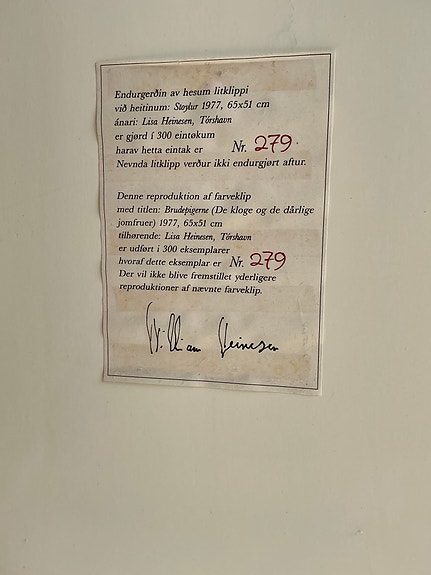 Endurgerðin av hesum litklippi
við heitinum: Stoylur 1977, 65x51 cm
ánari: Lisa Heinesen, Tórshavn
er gjørd í 300 eintøkum
harav hetta eintak er Nr. 279
Nevnda litklipp verður ikki endurgjørt aftur.
Denne reproduktion af farveklip
med titlen: Brudepigerne (De kloge og de dårlige
jomfruer) 1977, 65x51 cm
tilhørende: Lisa Heinesen, Tórshavn
er udført i 300 eksemplarer
hvoraf dette eksemplar er Nr. 279
Der vil ikke blive fremstillet yderligere
reproduktioner af nævnte farveklip.
William Heinesen